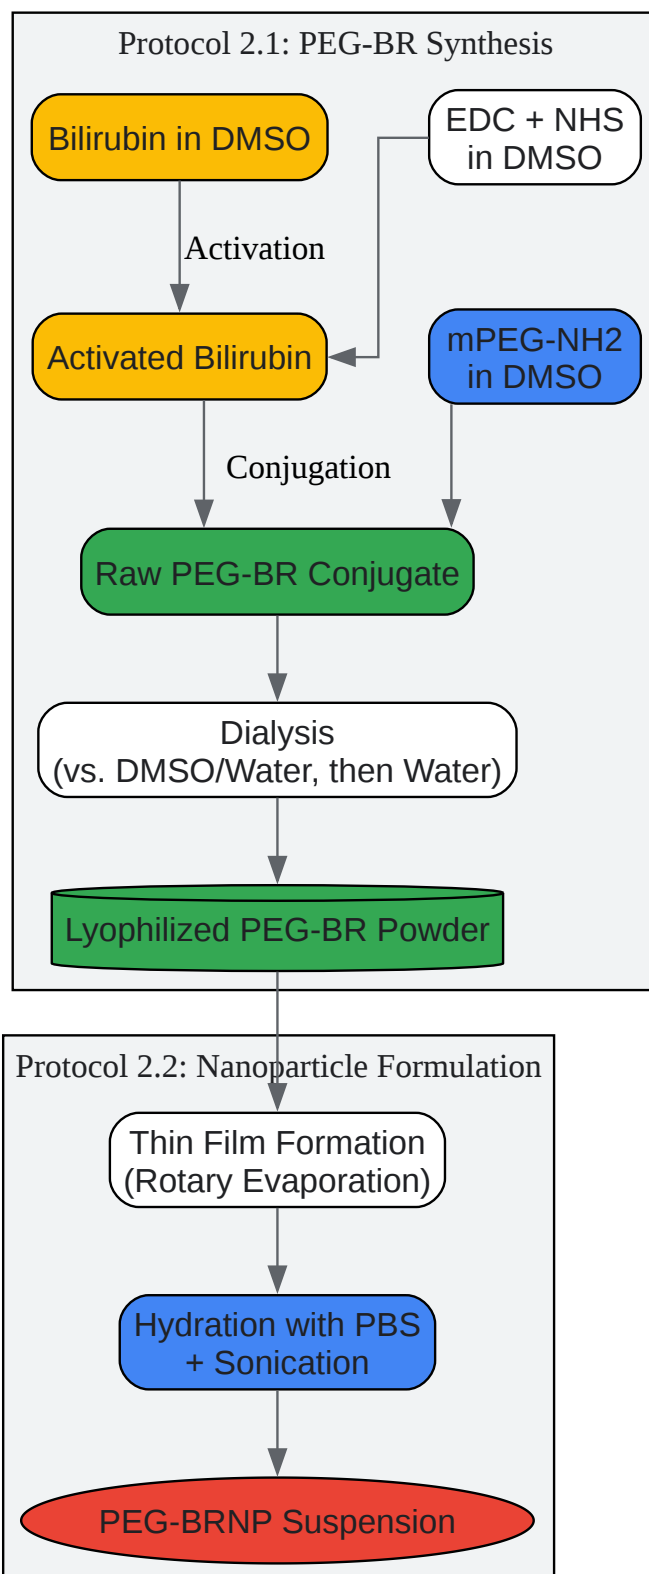 Protocol 2.1: PEG-BR Synthesis
Bilirubin in DMSO
EDC + NHS
in DMSO
Activation
Activated Bilirubin
mPEG-NH2
in DMSO
Conjugation
Raw PEG-BR Conjugate
Dialysis
(vs. DMSO/Water, then Water)
Lyophilized PEG-BR Powder
Protocol 2.2: Nanoparticle Formulation
Thin Film Formation
(Rotary Evaporation)
Hydration with PBS
+ Sonication
PEG-BRNP Suspension